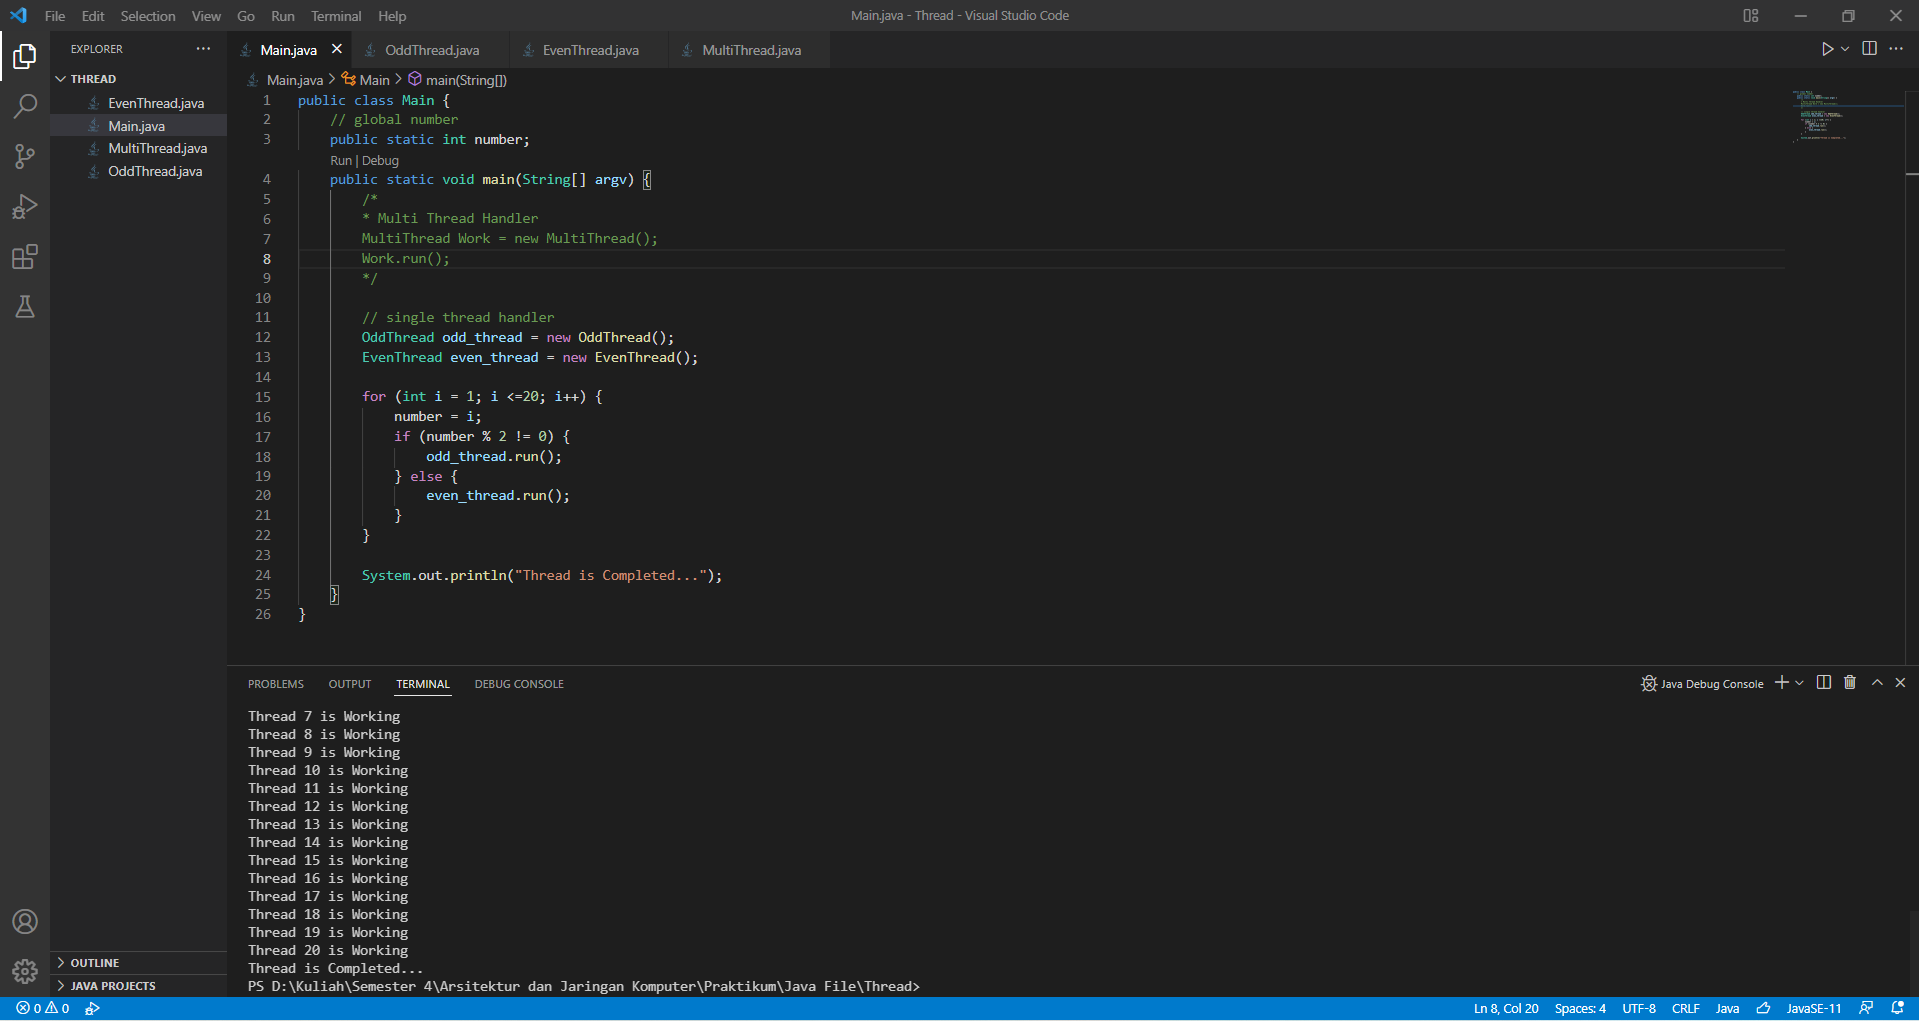 File Edit Selection View Go Run Terminal Help
Main.java - Thread - Visual Studio Code
EXPLORER
THREAD
EvenThread.java
Main.java
MultiThread.java
OddThread.java
OUTLINE
JAVA PROJECTS
Main.java OddThread.java EvenThread.java MultiThread.java
Main.java > Main > main(String[])
1 public class Main {
2 // global number
3 public static int number;
Run | Debug
4 public static void main(String[] argv) {
5 /*
6 * Multi Thread Handler
7 MultiThread Work = new MultiThread();
8 Work.run();
9 */
10
11 // single thread handler
12 OddThread odd_thread = new OddThread();
13 EvenThread even_thread = new EvenThread();
14
15 for (int i = 1; i <=20; i++) {
16 number = i;
17 if (number % 2 != 0) {
18 odd_thread.run();
19 } else {
20 even_thread.run();
21 }
22 }
23
24 System.out.println("Thread is Completed...");
25 }
26 }
PROBLEMS OUTPUT TERMINAL DEBUG CONSOLE
Java Debug Console
Thread 7 is Working
Thread 8 is Working
Thread 9 is Working
Thread 10 is Working
Thread 11 is Working
Thread 12 is Working
Thread 13 is Working
Thread 14 is Working
Thread 15 is Working
Thread 16 is Working
Thread 17 is Working
Thread 18 is Working
Thread 19 is Working
Thread 20 is Working
Thread is Completed...
PS D:\Kuliah\Semester 4\Arsitektur dan Jaringan Komputer\Praktikum\Java File\Thread>
0 0
Ln 8, Col 20 Spaces: 4 UTF-8 CRLF Java JavaSE-11